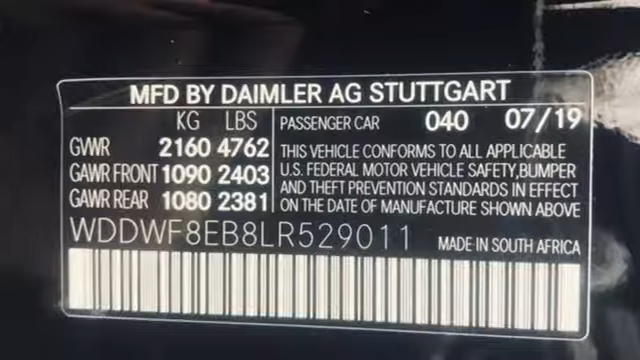 MFD BY DAIMLER AG STUTTGART
KG LBS
GVWR 2160 4762
GAWR FRONT 1090 2403
GAWR REAR 1080 2381
PASSENGER CAR 040 07/19
THIS VEHICLE CONFORMS TO ALL APPLICABLE
U.S. FEDERAL MOTOR VEHICLE SAFETY,BUMPER
AND THEFT PREVENTION STANDARDS IN EFFECT
ON THE DATE OF MANUFACTURE SHOWN ABOVE
WDDWF8EB8LR529011
MADE IN SOUTH AFRICA